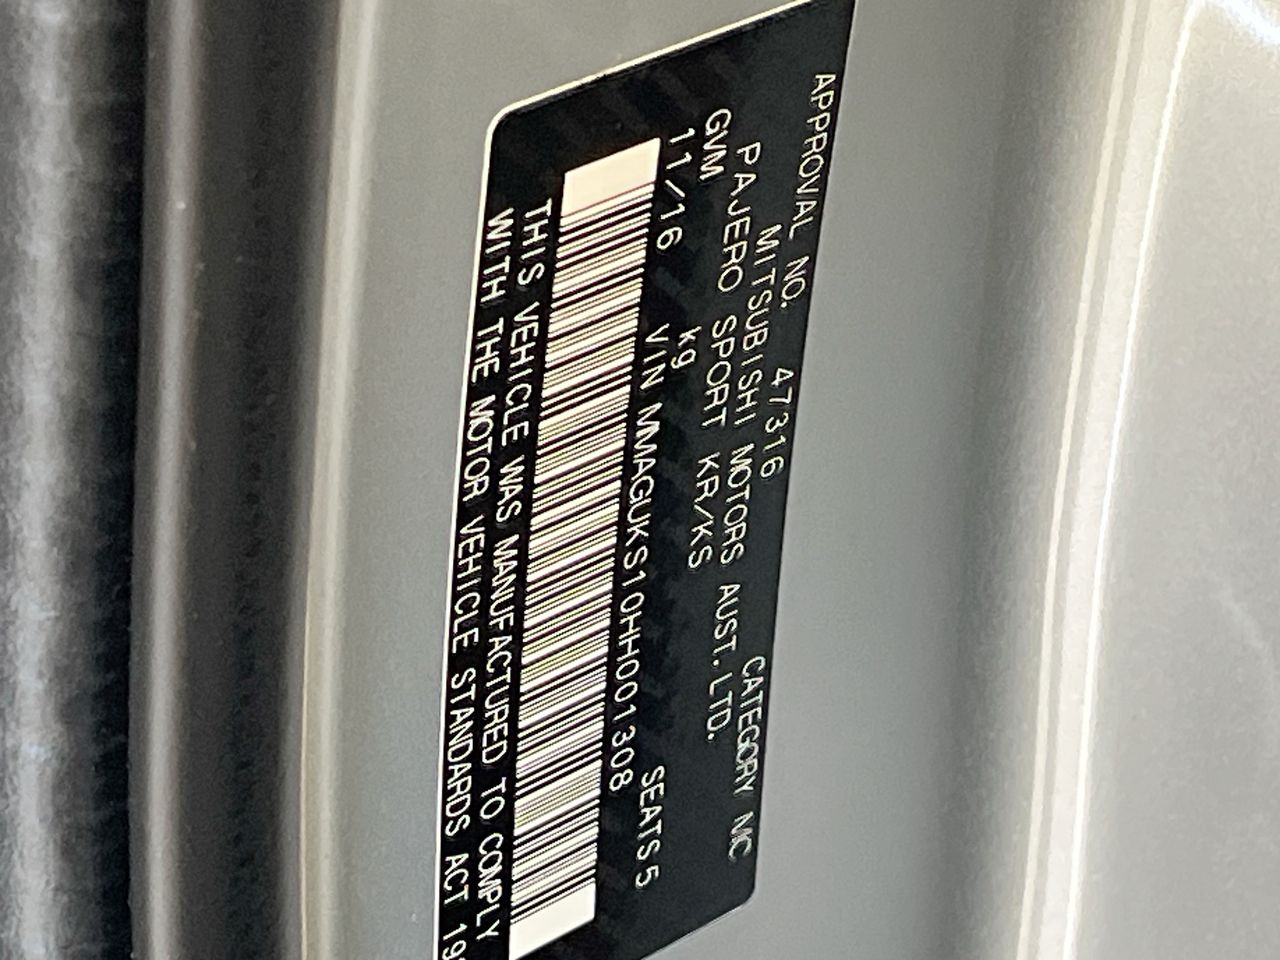 APPROVAL NO. 47316 CATEGORY MC
MITSUBISHI MOTORS AUST.LTD.
PAJERO SPORT KR/KS
GVM kg SEATS 5
11/16 VIN MMAGUKS10HH001308
THIS VEHICLE WAS MANUFACTURED TO COMPLY
WITH THE MOTOR VEHICLE STANDARDS ACT